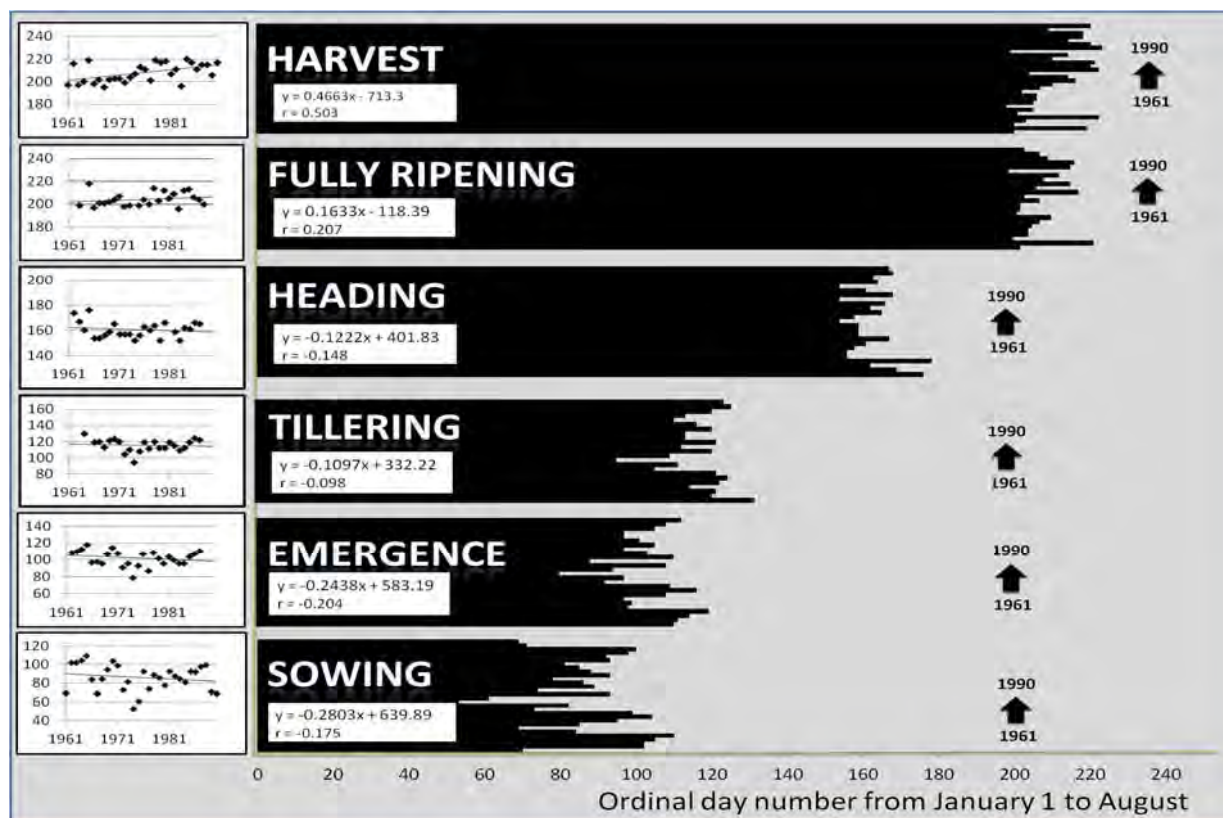 240
220
200
180
1961 1971 1981
HARVEST
y = 0.4663x - 713.3
r = 0.503
1990
1961
240
220
200
180
1961 1971 1981
FULLY RIPENING
y = 0.1633x - 118.39
r = 0.207
1990
1961
200
180
160
140
1961 1971 1981
HEADING
y = -0.1222x + 401.83
r = -0.148
1990
1961
160
140
120
100
80
1961 1971 1981
TILLERING
y = -0.1097x + 332.22
r = -0.098
1990
1961
140
120
100
80
60
1961 1971 1981
EMERGENCE
y = -0.2438x + 583.19
r = -0.204
1990
1961
120
100
80
60
40
1961 1971 1981
SOWING
y = -0.2803x + 639.89
r = -0.175
1990
1961
0 20 40 60 80 100 120 140 160 180 200 220 240
Ordinal day number from January 1 to August